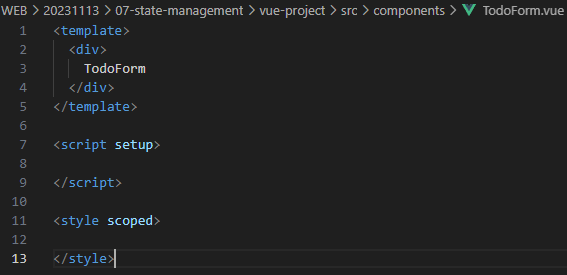 WEB > 20231113 > 07-state-management > vue-project > src > components > TodoForm.vue
1 <template>
2 <div>
3 TodoForm
4 </div>
5 </template>
6
7 <script setup>
8
9 </script>
10
11 <style scoped>
12
13 </style>